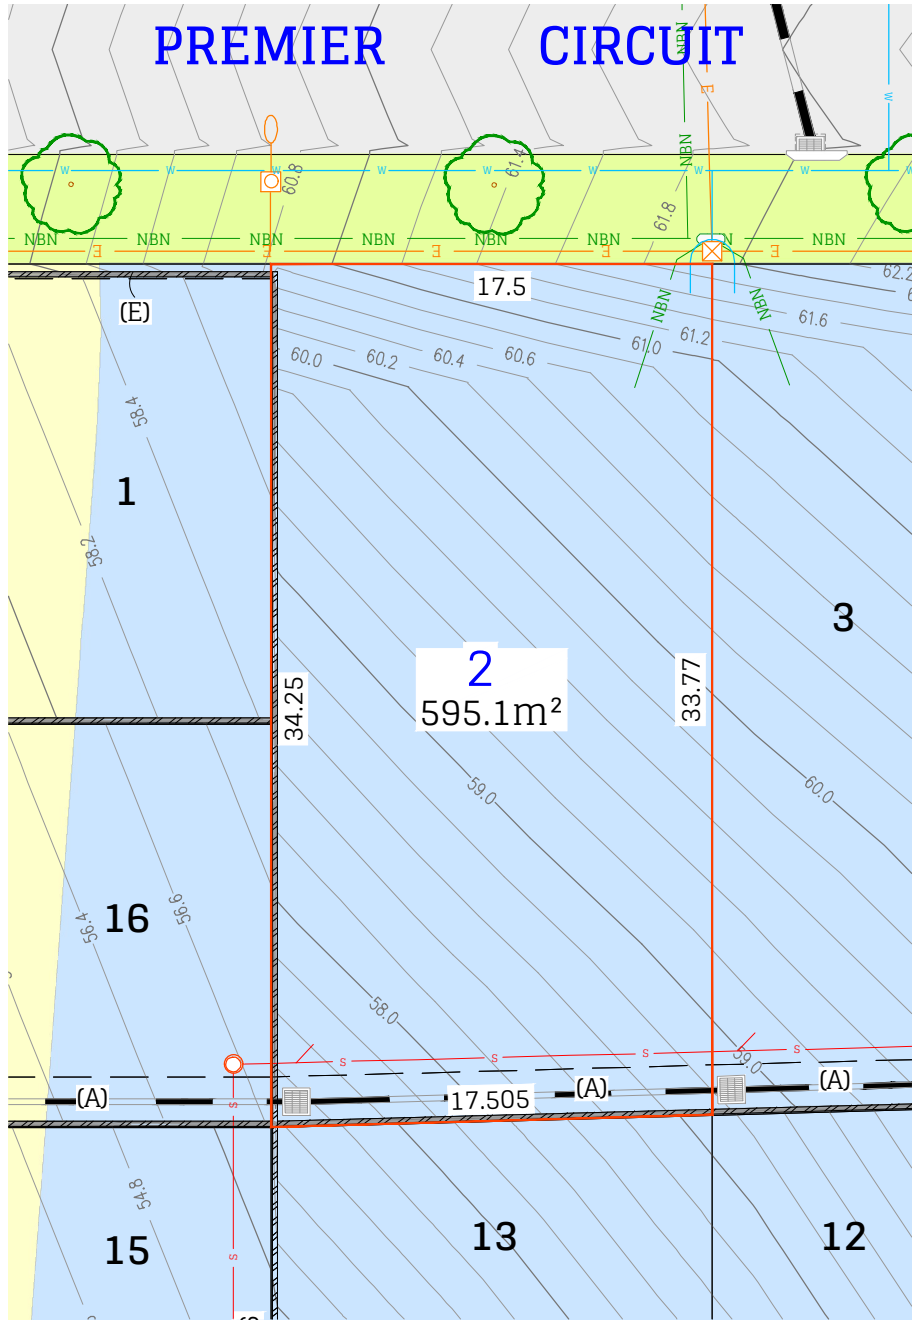 PREMIER CIRCUIT
NBN
E
W
NBN
W W W W W W W
60.8
61.4
61.8
NBN NBN NBN NBN NBN NBN NBN
E E E E
62.2
17.5
(E)
NBN
NBN
61.6
61.2
61.0
60.0 60.2 60.4 60.6
58.4
1
58.2
3
2
595.1m²
34.25
33.77
59.0
60.0
16
56.6
56.4
58.0
S S S S
59.0
(A) 17.505 (A) (A)
S
54.8
15 13 12
S